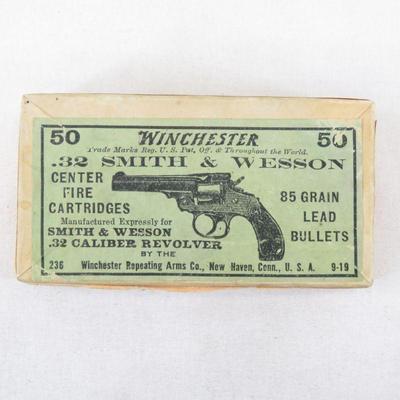 50 WINCHESTER 50
Trade Marks Reg. U. S. Pat. Off. & Throughout the World.
.32 SMITH & WESSON
CENTER
FIRE
CARTRIDGES
85 GRAIN
LEAD
BULLETS
Manufactured Expressly for
SMITH & WESSON
.32 CALIBER REVOLVER
BY THE
236 Winchester Repeating Arms Co., New Haven, Conn., U. S. A. 9-19